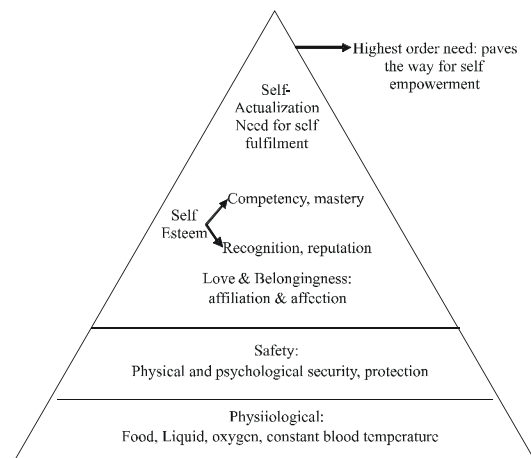 Highest order need: paves
the way for self
empowerment
Self-
Actualization
Need for self
fulfilment
Competency, mastery
Self
Esteem
Recognition, reputation
Love & Belongingness:
affiliation & affection
Safety:
Physical and psychological security, protection
Physiiological:
Food, Liquid, oxygen, constant blood temperature